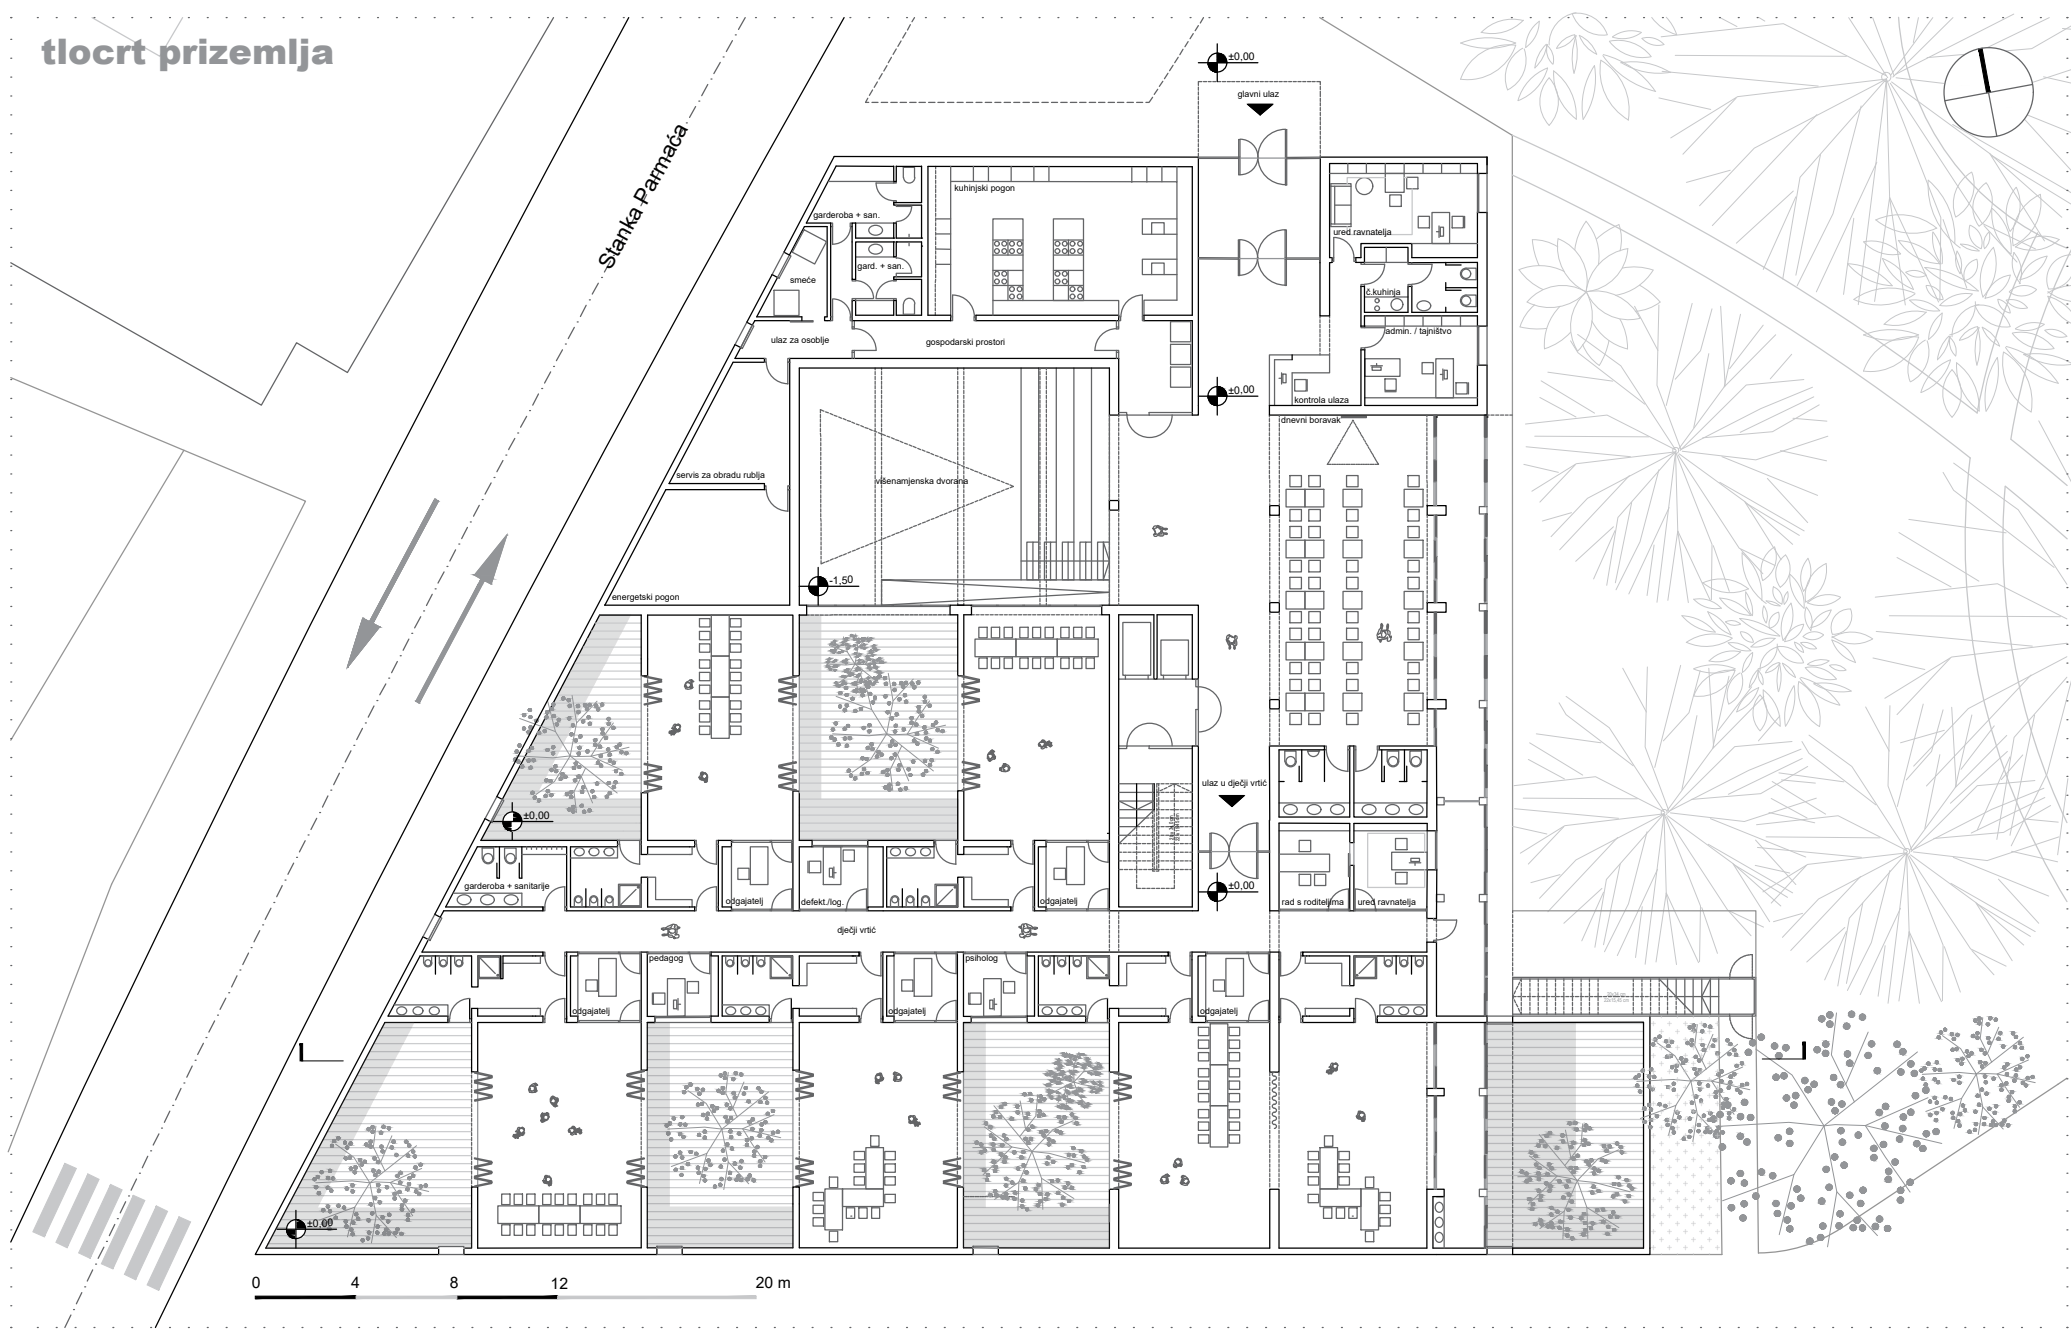 tlocrt prizemlja
Stanka Parmaća
±0,00
glavni ulaz
kuhinjski pogon
garderoba + san.
ured ravnatelja
gard. + san.
smeće
č.kuhinja
admin. / tajništvo
ulaz za osoblje
gospodarski prostori
±0,00
kontrola ulaza
dnevni boravak
servis za obradu rublja
višenamjenska dvorana
-1,50
energetski pogon
ulaz u dječji vrtić
±0,00
garderoba + sanitarije
±0,00
odgajatelj
defekt./log.
odgajatelj
rad s roditeljima
ured ravnatelja
dječji vrtić
pedagog
psiholog
odgajatelj
odgajatelj
odgajatelj
±0,00
0
4
8
12
20 m